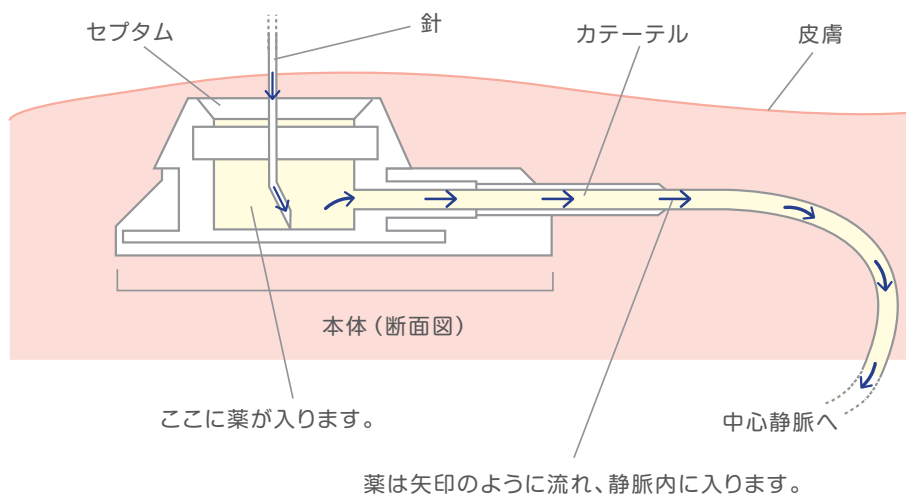 セプタム
針
カテーテル
皮膚
本体（断面図）
ここに薬が入ります。
中心静脈へ
薬は矢印のように流れ、静脈内に入ります。